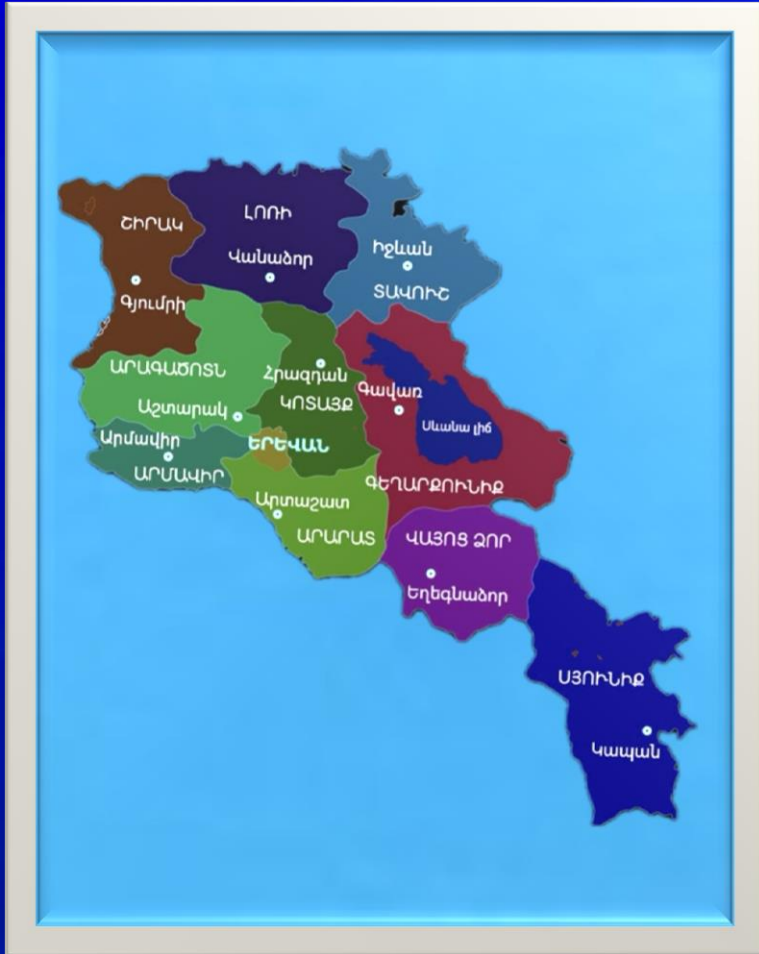 ՇԻՐԱԿ
ԼՈՌԻ
Վանաձոր
Իջևան
ՏԱՎՈՒՇ
Գյումրի
ԱՐԱԳԱԾՈՏՆ
Հրազդան
ԿՈՏԱՅՔ
Գավառ
Աշտարակ
Սևանա լիճ
Արմավիր
ԵՐԵՎԱՆ
ԱՐՄԱՎԻՐ
ԳԵՂԱՐՔՈՒՆԻՔ
Արտաշատ
ԱՐԱՐԱՏ
ՎԱՅՈՑ ՁՈՐ
Եղեգնաձոր
ՍՅՈՒՆԻՔ
Կապան